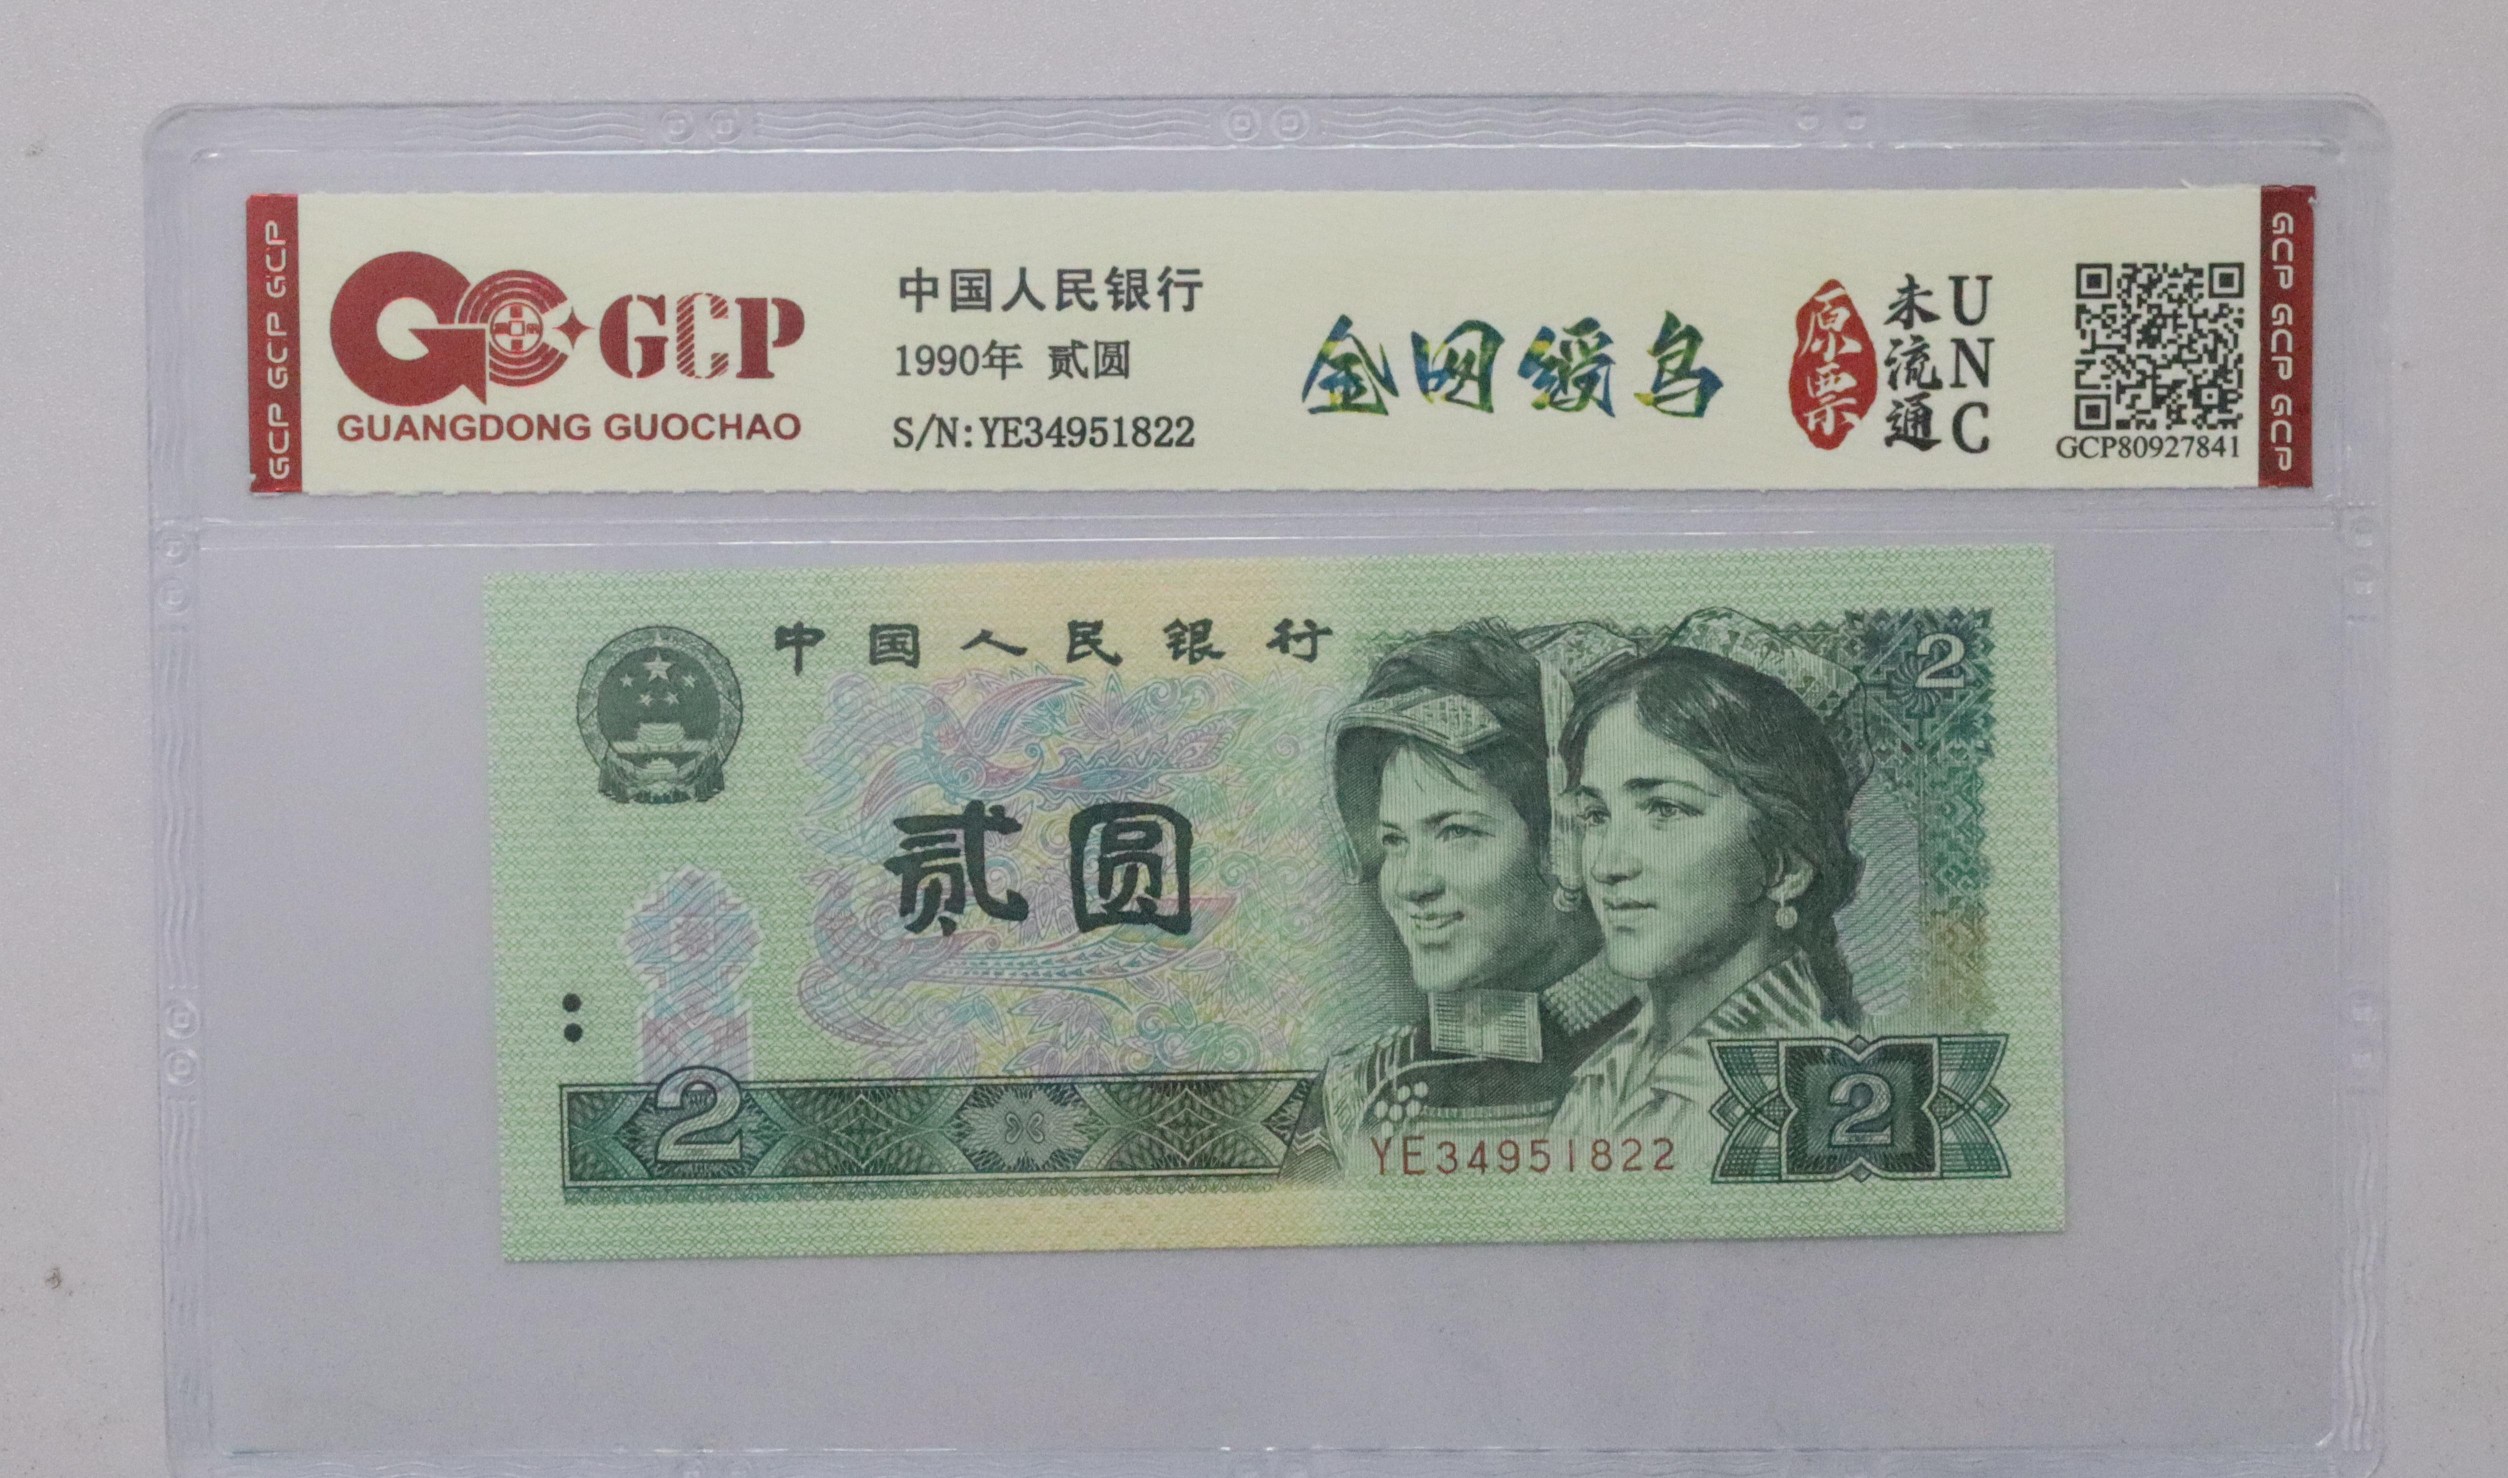 GCP GCP GCP
GCP
GUANGDONG GUOCHAO
中国人民银行
1990年 贰圆
S/N:YE34951822
金网绶鸟
原票
未流通
UNC
GCP80927841
GCP GCP GCP
中国人民银行
2
贰圆
2
YE34951822
2